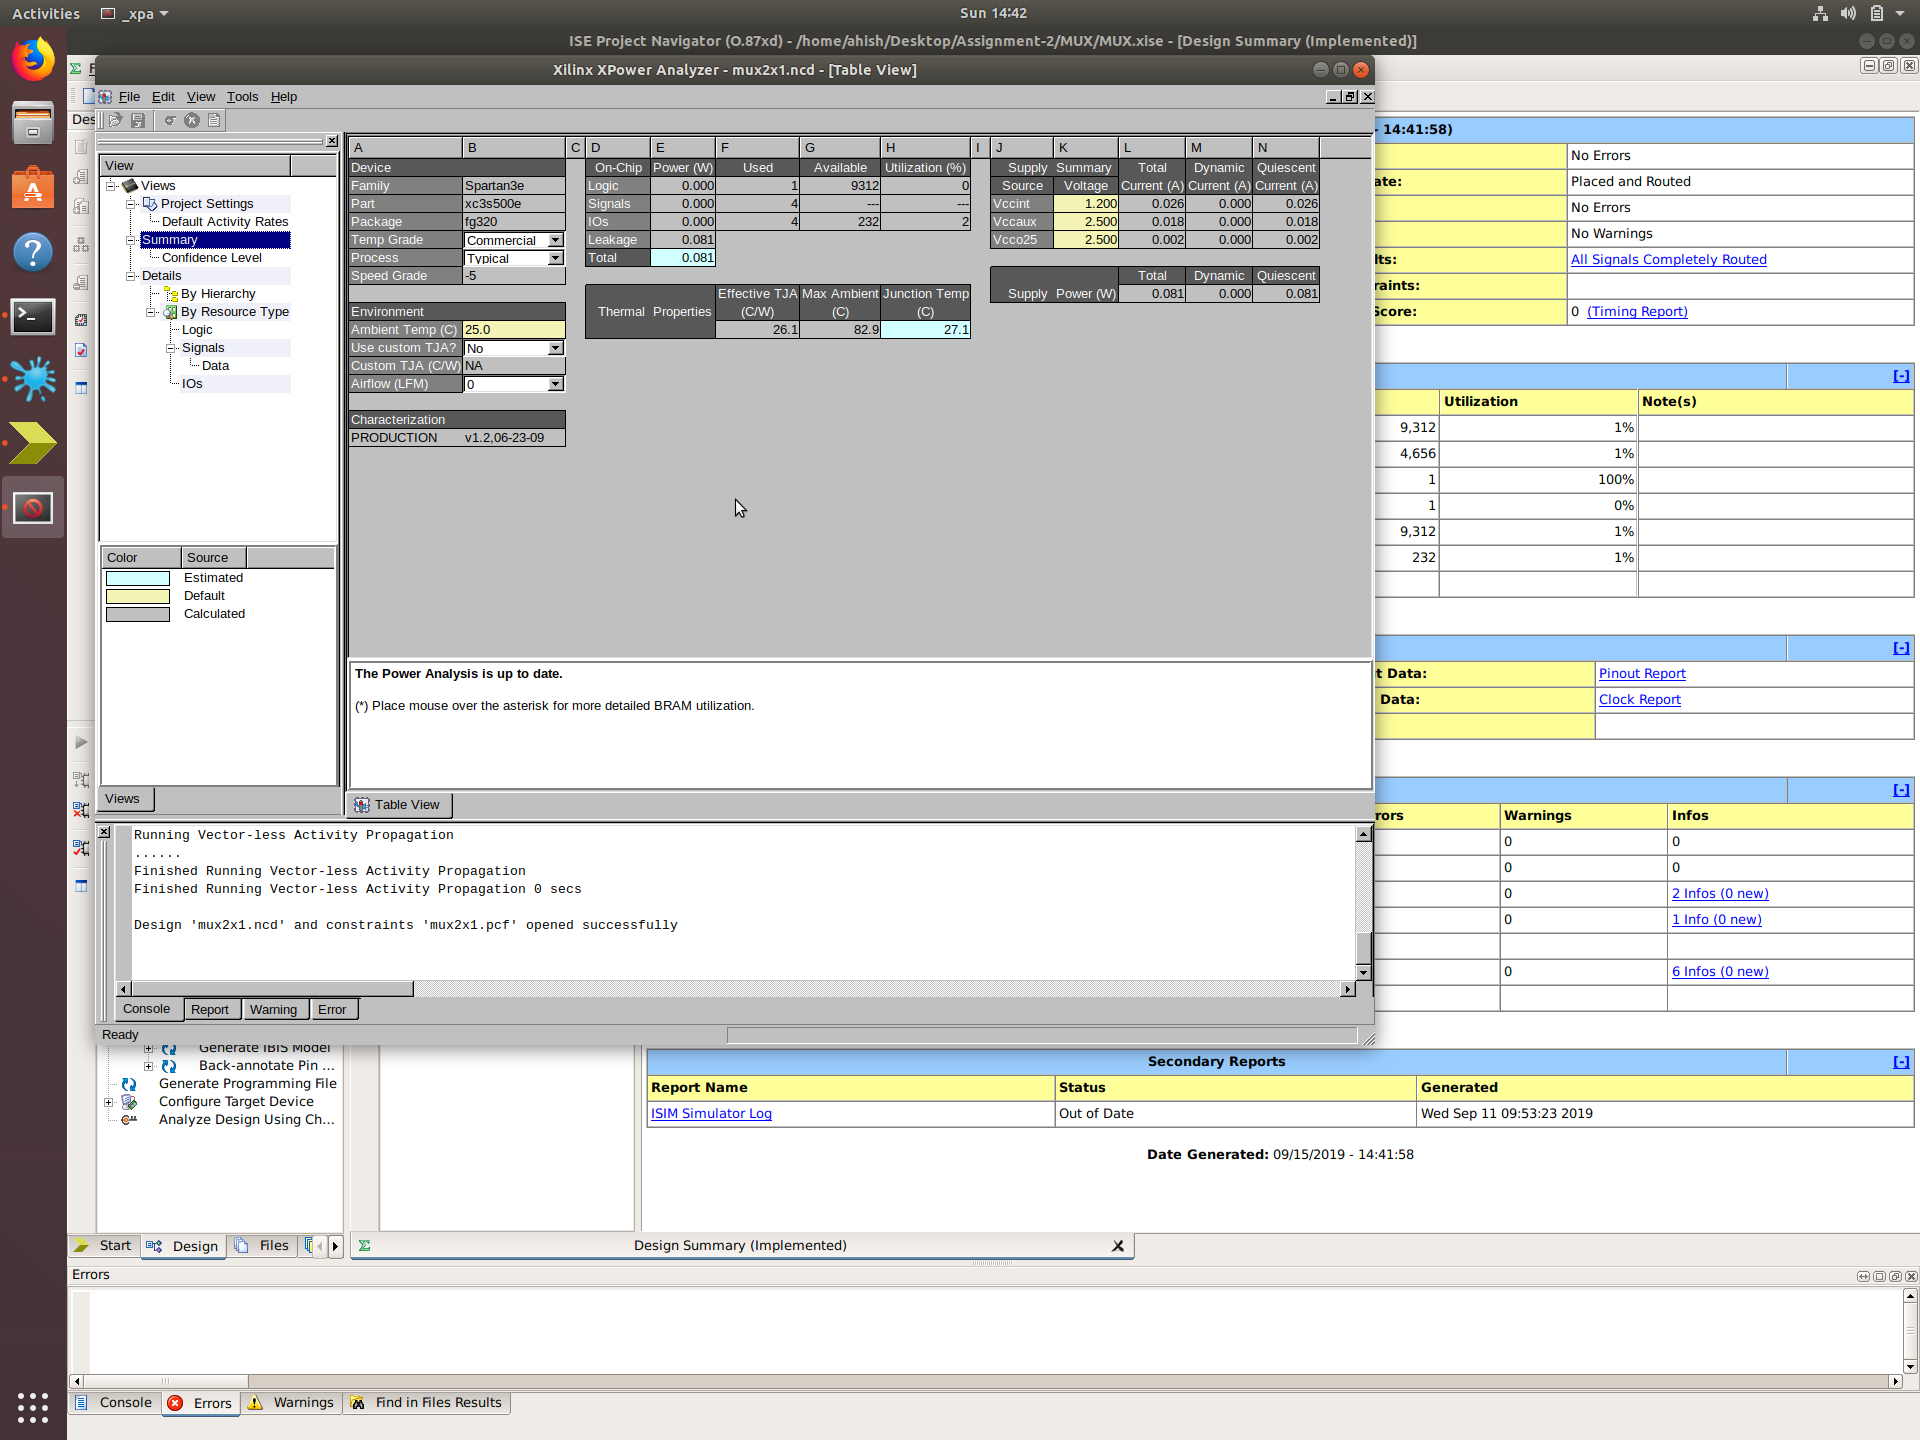 Activities
_xpa
Sun 14:42
ISE Project Navigator (O.87xd) - /home/ahish/Desktop/Assignment-2/MUX/MUX.xise - [Design Summary (Implemented)]
Xilinx XPower Analyzer - mux2x1.ncd - [Table View]
File Edit View Tools Help
View
Views
Project Settings
Default Activity Rates
Summary
Confidence Level
Details
By Hierarchy
By Resource Type
Logic
Signals
Data
IOs
Color Source
Estimated
Default
Calculated
Views
A B C D E F G H I J K L M N
Device
Family Spartan3e
Part xc3s500e
Package fg320
Temp Grade Commercial
Process Typical
Speed Grade -5
Environment
Ambient Temp (C) 25.0
Use custom TJA? No
Custom TJA (C/W) NA
Airflow (LFM) 0
Characterization
PRODUCTION v1.2,06-23-09
On-Chip Power (W) Used Available Utilization (%)
Logic 0.000 1 9312 0
Signals 0.000 4 --- ---
IOs 0.000 4 232 2
Leakage 0.081
Total 0.081
Effective TJA Max Ambient Junction Temp
Thermal Properties (C/W) (C) (C)
26.1 82.9 27.1
Supply Summary Total Dynamic Quiescent
Source Voltage Current (A) Current (A) Current (A)
Vccint 1.200 0.026 0.000 0.026
Vccaux 2.500 0.018 0.000 0.018
Vcco25 2.500 0.002 0.000 0.002
Total Dynamic Quiescent
Supply Power (W) 0.081 0.000 0.081
The Power Analysis is up to date.
(*) Place mouse over the asterisk for more detailed BRAM utilization.
Table View
Running Vector-less Activity Propagation
......
Finished Running Vector-less Activity Propagation
Finished Running Vector-less Activity Propagation 0 secs
Design 'mux2x1.ncd' and constraints 'mux2x1.pcf' opened successfully
Console Report Warning Error
Ready
- 14:41:58)
No Errors
ate: Placed and Routed
No Errors
No Warnings
lts: All Signals Completely Routed
raints:
Score: 0 (Timing Report)
[-]
Utilization Note(s)
9,312 1%
4,656 1%
1 100%
1 0%
9,312 1%
232 1%
[-]
t Data: Pinout Report
Data: Clock Report
[-]
rors Warnings Infos
0 0
0 0
0 2 Infos (0 new)
0 1 Info (0 new)
0 6 Infos (0 new)
Des
Generate IBIS Model
Back-annotate Pin ...
Generate Programming File
Configure Target Device
Analyze Design Using Ch...
Secondary Reports [-]
Report Name Status Generated
ISIM Simulator Log Out of Date Wed Sep 11 09:53:23 2019
Date Generated: 09/15/2019 - 14:41:58
Start Design Files
Design Summary (Implemented)
Errors
Console Errors Warnings Find in Files Results